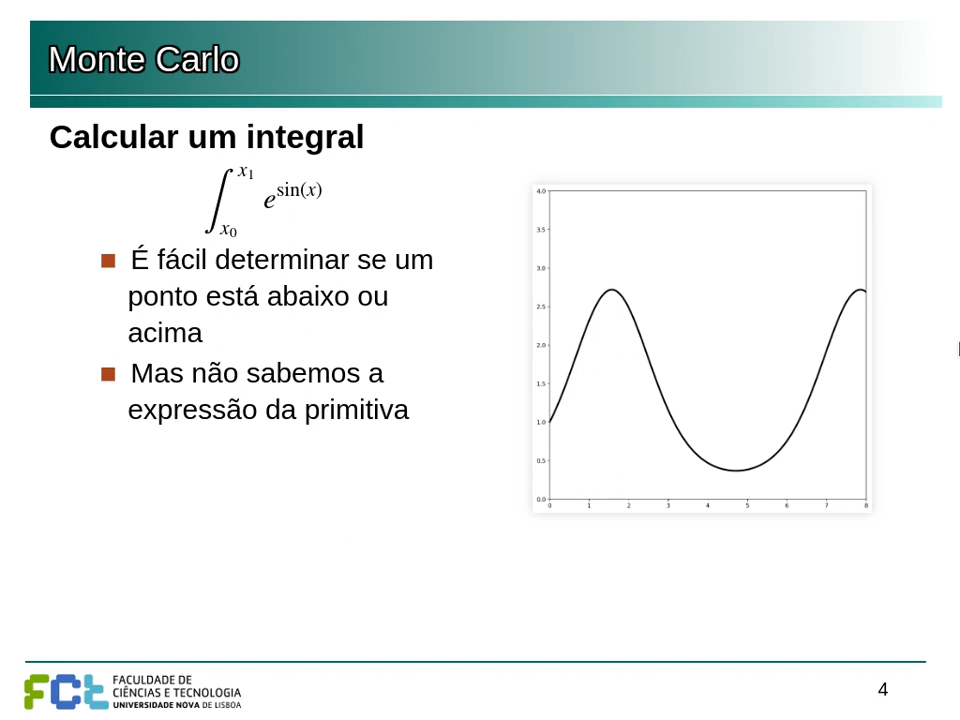 Monte Carlo
Calcular um integral
∫ x₀ x₁ e^sin(x)
É fácil determinar se um
ponto está abaixo ou
acima
Mas não sabemos a
expressão da primitiva
4.0
3.5
3.0
2.5
2.0
1.5
1.0
0.5
0.0
0 1 2 3 4 5 6 7 8
FCt
FACULDADE DE
CIÊNCIAS E TECNOLOGIA
UNIVERSIDADE NOVA DE LISBOA
4